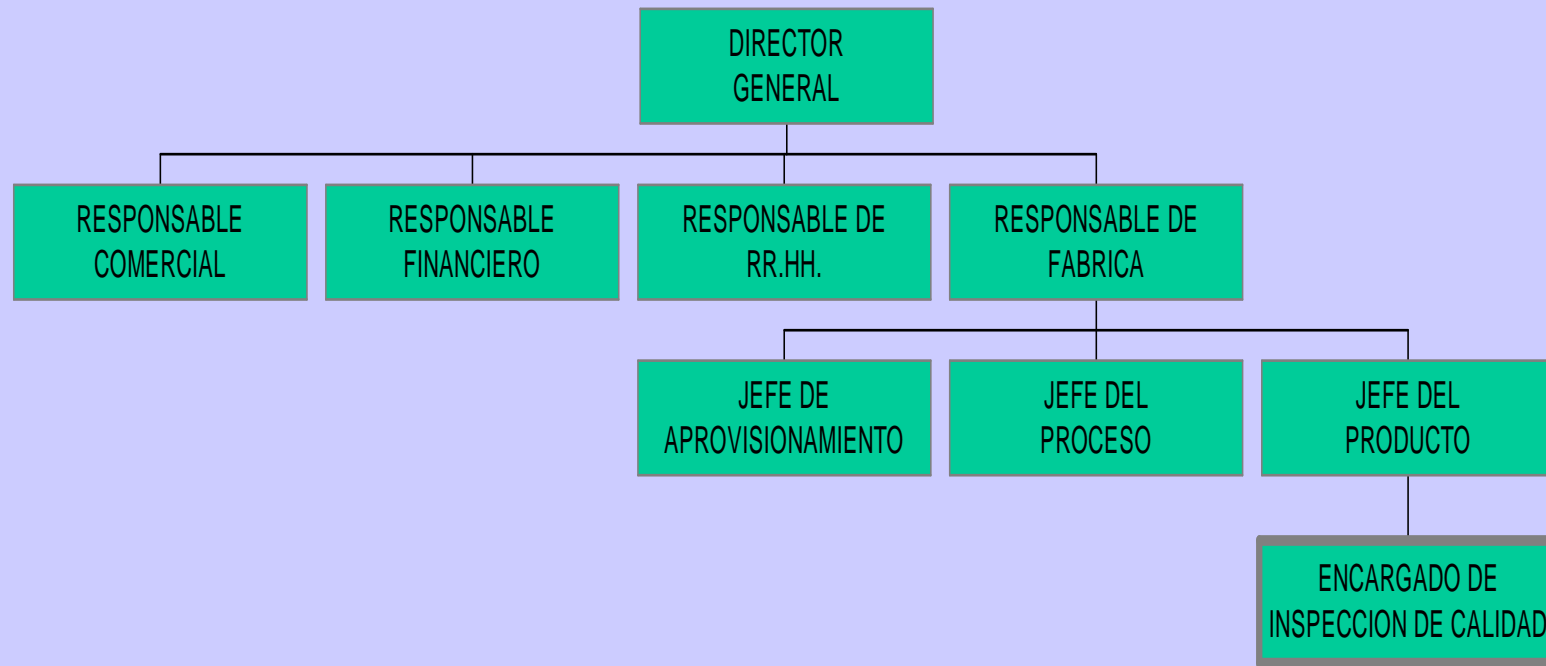 DIRECTOR
GENERAL
RESPONSABLE
COMERCIAL
RESPONSABLE
FINANCIERO
RESPONSABLE DE
RR.HH.
RESPONSABLE DE
FABRICA
JEFE DE
APROVISIONAMIENTO
JEFE DEL
PROCESO
JEFE DEL
PRODUCTO
ENCARGADO DE
INSPECCION DE CALIDAD